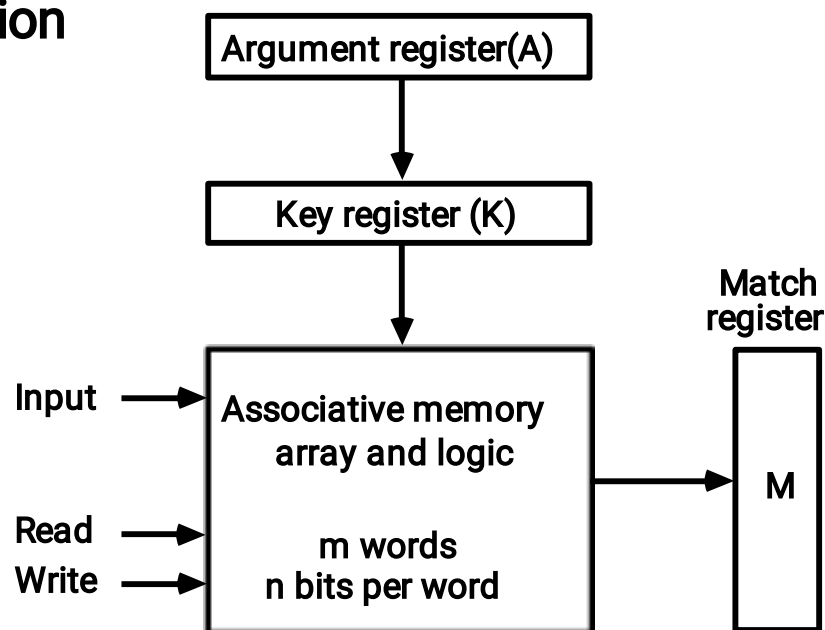 ion
Argument register(A)
Key register (K)
Match
register
Input
Associative memory
array and logic
M
Read
m words
Write
n bits per word